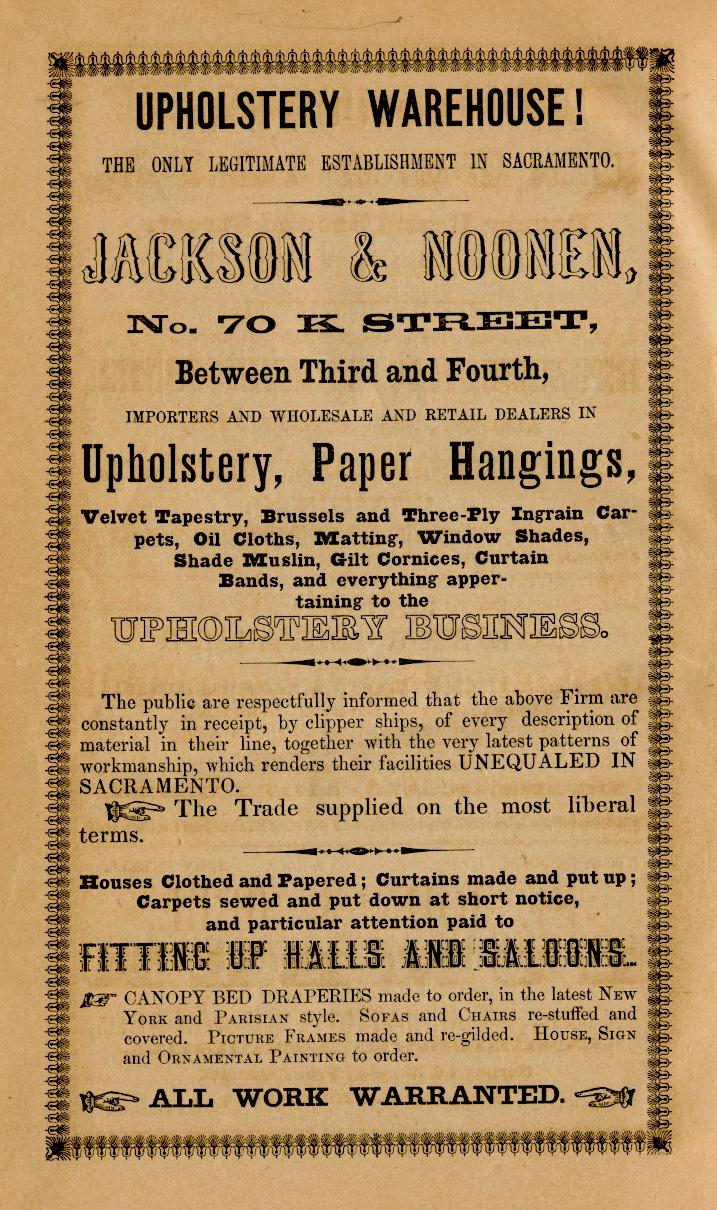 UPHOLSTERY WAREHOUSE!
THE ONLY LEGITIMATE ESTABLISHMENT IN SACRAMENTO.
JACKSON & NOONEN,
No. 70 K STREET,
Between Third and Fourth,
IMPORTERS AND WHOLESALE AND RETAIL DEALERS IN
Upholstery, Paper Hangings,
Velvet Tapestry, Brussels and Three-Ply Ingrain Car-
pets, Oil Cloths, Matting, Window Shades,
Shade Muslin, Gilt Cornices, Curtain
Bands, and everything apper-
taining to the
UPHOLSTERY BUSINESS.
The public are respectfully informed that the above Firm are
constantly in receipt, by clipper ships, of every description of
material in their line, together with the very latest patterns of
workmanship, which renders their facilities UNEQUALED IN
SACRAMENTO.
☞ The Trade supplied on the most liberal
terms.
Houses Clothed and Papered; Curtains made and put up;
Carpets sewed and put down at short notice,
and particular attention paid to
FITTING UP HALLS AND SALOONS.
☞ CANOPY BED DRAPERIES made to order, in the latest NEW
YORK and PARISIAN style. SOFAS and CHAIRS re-stuffed and
covered. PICTURE FRAMES made and re-gilded. HOUSE, SIGN
and ORNAMENTAL PAINTING to order.
☞ ALL WORK WARRANTED. ☜